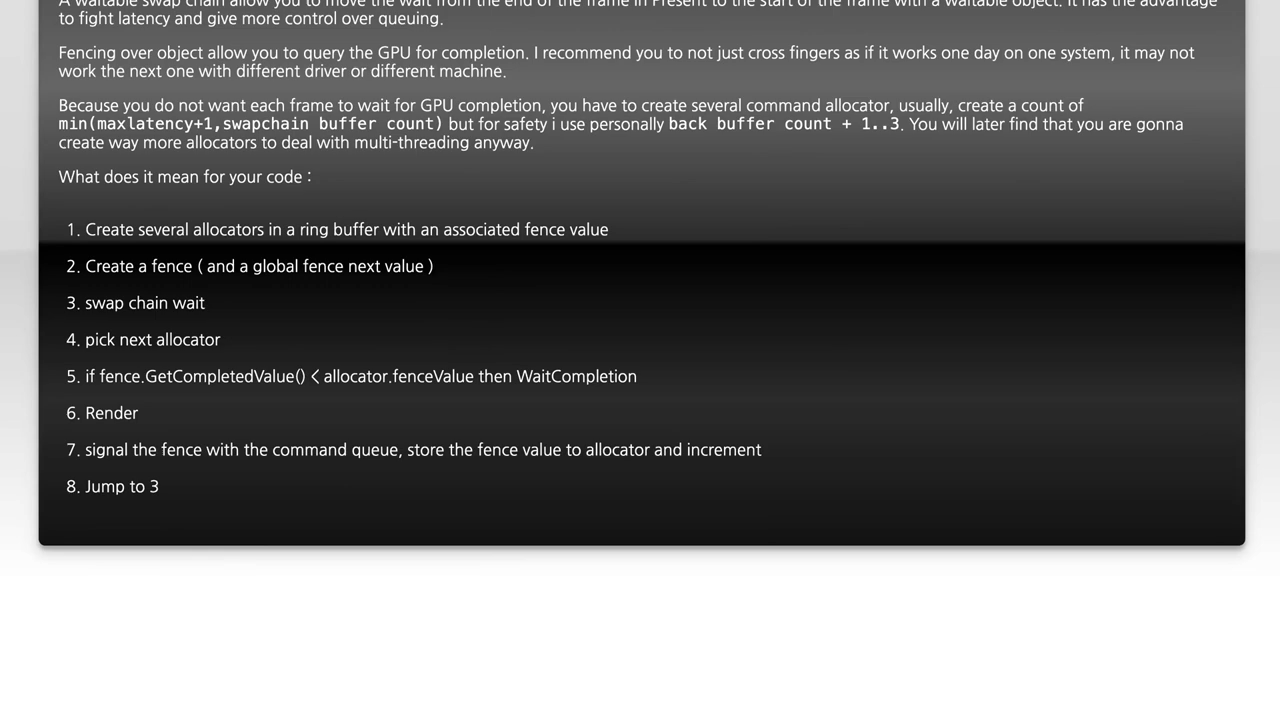 A waitable swap chain allow you to move the wait from the end of the frame in Present to the start of the frame with a waitable object. It has the advantage
to fight latency and give more control over queuing.
Fencing over object allow you to query the GPU for completion. I recommend you to not just cross fingers as if it works one day on one system, it may not
work the next one with different driver or different machine.
Because you do not want each frame to wait for GPU completion, you have to create several command allocator, usually, create a count of
min(maxlatency+1,swapchain buffer count) but for safety i use personally back buffer count + 1..3. You will later find that you are gonna
create way more allocators to deal with multi-threading anyway.
What does it mean for your code :
1. Create several allocators in a ring buffer with an associated fence value
2. Create a fence ( and a global fence next value )
3. swap chain wait
4. pick next allocator
5. if fence.GetCompletedValue() < allocator.fenceValue then WaitCompletion
6. Render
7. signal the fence with the command queue, store the fence value to allocator and increment
8. Jump to 3